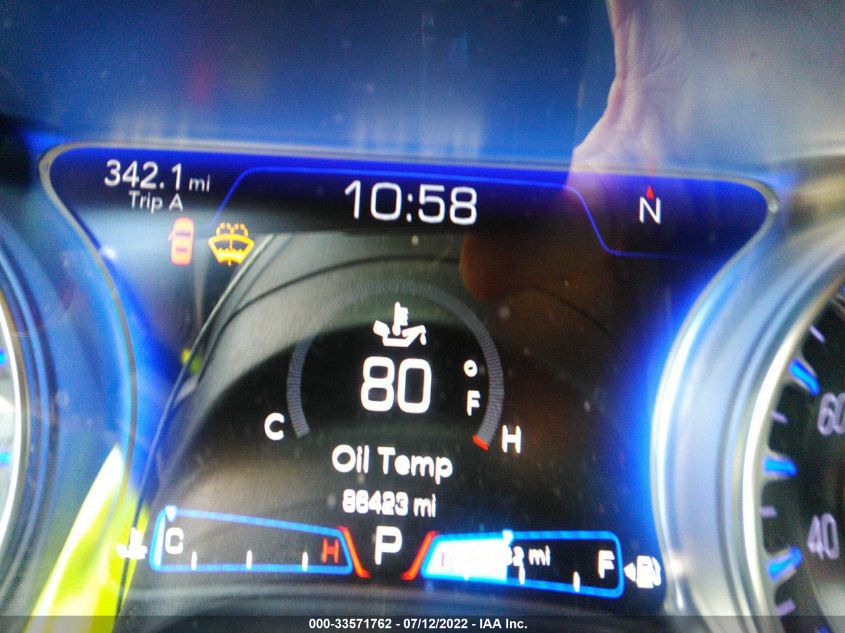 342.1 mi
Trip A
10:58
N
80 ° F
C H
Oil Temp
86423 mi
C H P F
60
40
000-33571762 - 07/12/2022 - IAA Inc.